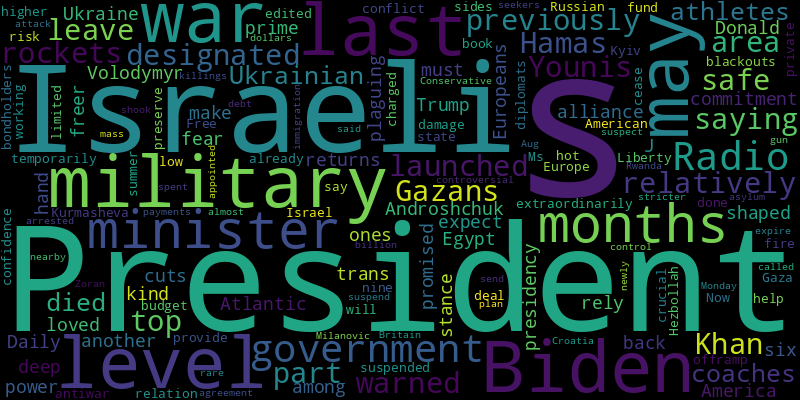 higher Ukraine war last conflict sides Russian fund athletes
attack leave edited previously seekers Donald
risk rockets designated prime dollars book Hamas Kyiv area private
bondholders Volodymyr killings Ukrainian plaguing must Europeans Younis may blackouts
working Israeli s safe commitment
limited freer preserve make debt Trump charged Conservative diplomats alliance cease saying
shook free fear immigration damage American suspect gun
mass said state Aug Ms hot Europe Liberty Radio
temporarily summer low appointed already returns launched controversial Rwanda relatively
hand military say Gazans extraordinarily done asylum
Kurmasheva spent payments almost Israel Androshchuk months stricter shaped
confidence arrested minister ones promised expect Egypt control expire
President billion fire
nearby Zoran cuts trans stance presidency newly crucial Hezbollah Monday called Gaza
died kind Atlantic nine deal rely send Now help
loved top budget suspend will plan
Daily another provide Milanovic Britain Croatia back Khan six
level government Biden offramp
deep rare suspended part among warned coaches
power antiwar relation agreement America